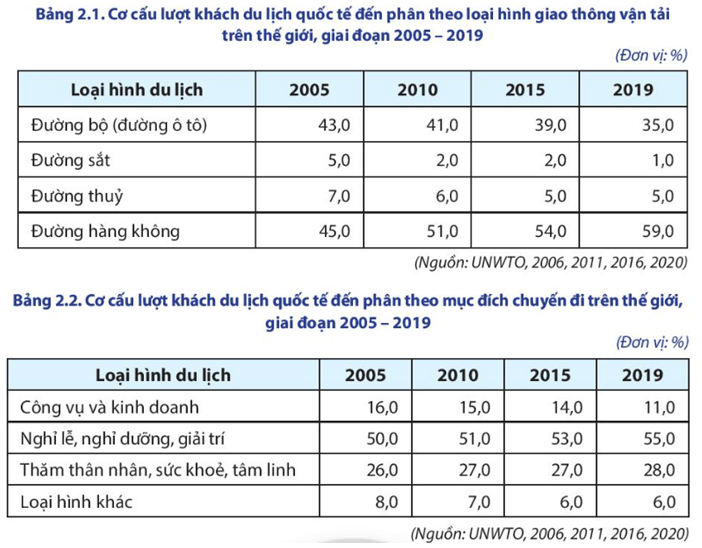 Bảng 2.1. Cơ cấu lượt khách du lịch quốc tế đến phân theo loại hình giao thông vận tải
trên thế giới, giai đoạn 2005 – 2019
(Đơn vị: %)
Loại hình du lịch 2005 2010 2015 2019
Đường bộ (đường ô tô) 43,0 41,0 39,0 35,0
Đường sắt 5,0 2,0 2,0 1,0
Đường thuỷ 7,0 6,0 5,0 5,0
Đường hàng không 45,0 51,0 54,0 59,0
(Nguồn: UNWTO, 2006, 2011, 2016, 2020)
Bảng 2.2. Cơ cấu lượt khách du lịch quốc tế đến phân theo mục đích chuyến đi trên thế giới,
giai đoạn 2005 – 2019
(Đơn vị: %)
Loại hình du lịch 2005 2010 2015 2019
Công vụ và kinh doanh 16,0 15,0 14,0 11,0
Nghỉ lễ, nghỉ dưỡng, giải trí 50,0 51,0 53,0 55,0
Thăm thân nhân, sức khoẻ, tâm linh 26,0 27,0 27,0 28,0
Loại hình khác 8,0 7,0 6,0 6,0
(Nguồn: UNWTO, 2006, 2011, 2016, 2020)